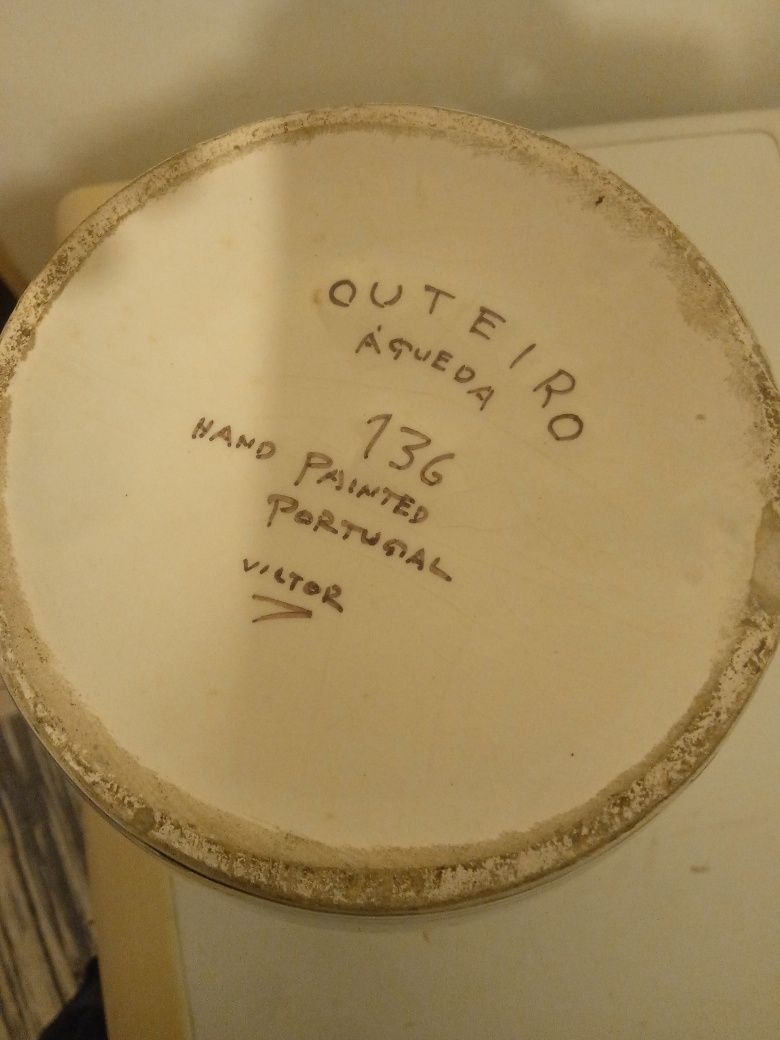 OUTEIRO
ÁGUEDA
136
HAND PAINTED
PORTUGAL
VICTOR